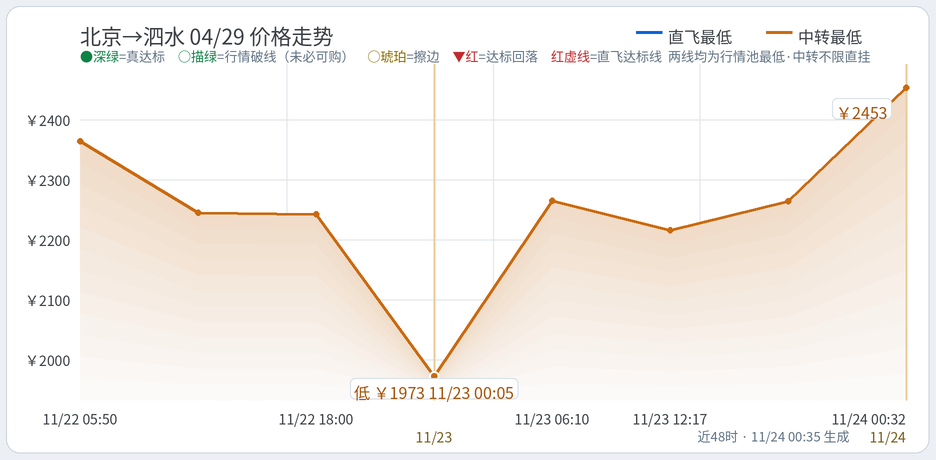 北京→泗水 04/29 价格走势
直飞最低
中转最低
●深绿=真达标 ○描绿=行情破线（未必可购） ○琥珀=擦边 ▼红=达标回落 红虚线=直飞达标线 两线均为行情池最低·中转不限直挂
￥2453
￥2400
￥2300
￥2200
￥2100
￥2000
低 ￥1973 11/23 00:05
11/22 05:50
11/22 18:00
11/23 06:10
11/23 12:17
11/24 00:32
11/23
近48时 · 11/24 00:35 生成
11/24